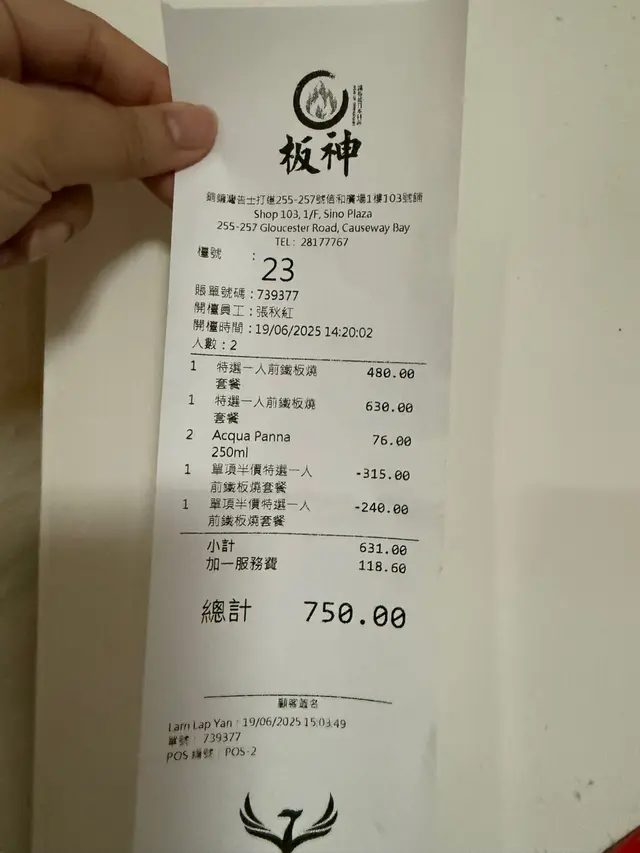 板神
銅鑼灣告士打道255-257號信和廣場1樓103號舖
Shop 103, 1/F, Sino Plaza
255-257 Gloucester Road, Causeway Bay
TEL: 28177767
檯號 :
23
賬單號碼 : 739377
開檯員工 : 張秋紅
開檯時間 : 19/06/2025 14:20:02
人數 : 2
1 特選一人前鐵板燒 480.00
套餐
1 特選一人前鐵板燒 630.00
套餐
2 Acqua Panna 76.00
250ml
1 單項半價特選一人 -315.00
前鐵板燒套餐
1 單項半價特選一人 -240.00
前鐵板燒套餐
小計 631.00
加一服務費 118.60
總計 750.00
顧客簽名
Lam Lap Yan : 19/06/2025 15:03:49
單號 : 739377
POS 編號 : POS-2